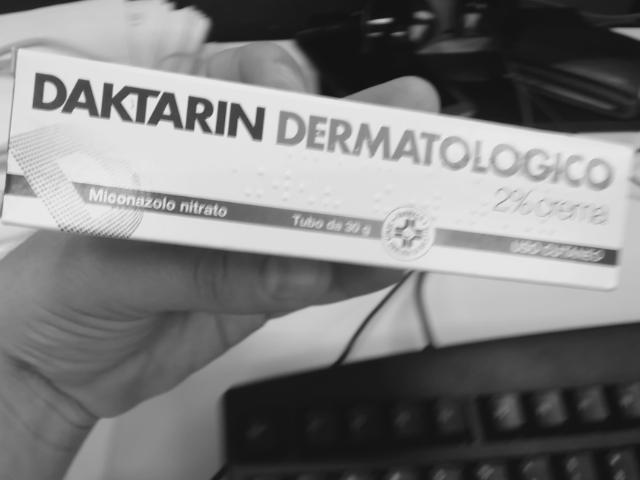 DAKTARIN DERMATOLOGICO
2% crema
Miconazolo nitrato
Tubo da 30 g
USO CUTANEO